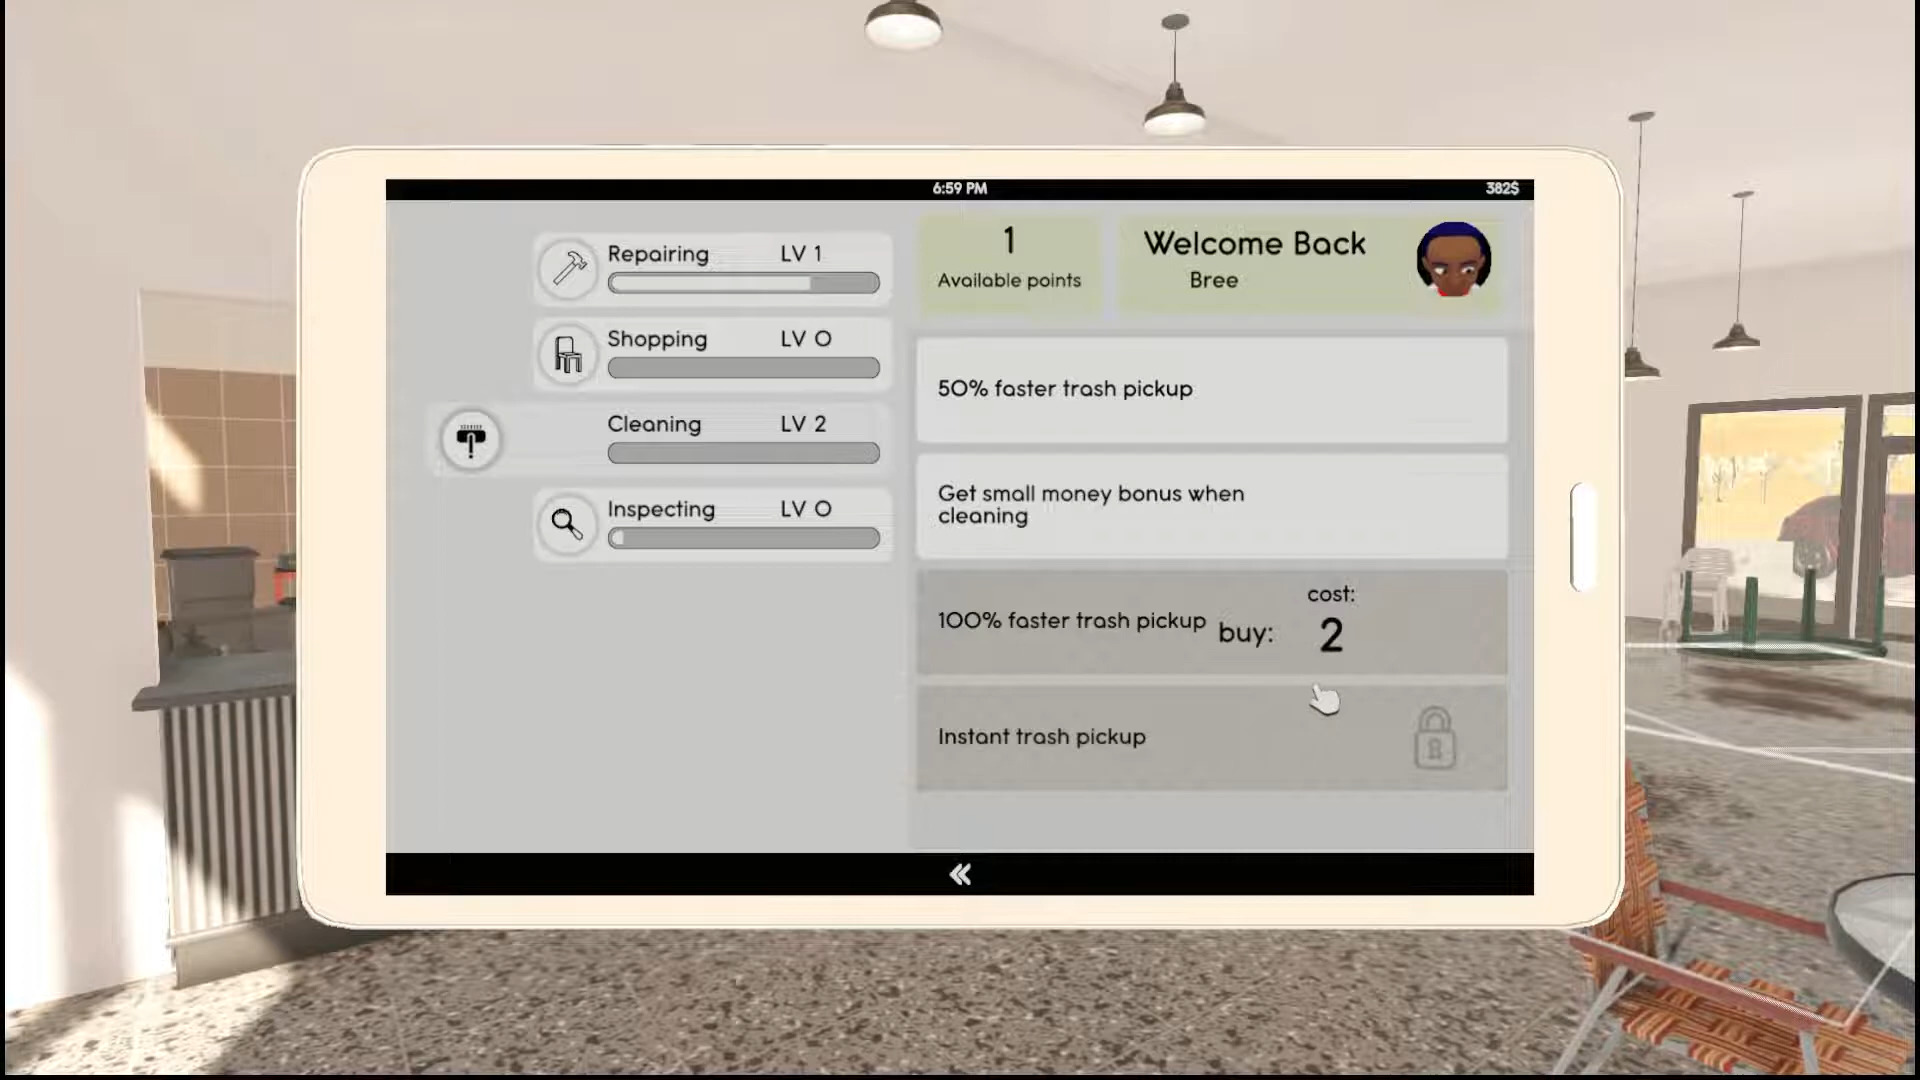 6:59 PM
382$
Repairing LV 1
Shopping LV 0
Cleaning LV 2
Inspecting LV 0
1
Available points
Welcome Back
Bree
50% faster trash pickup
Get small money bonus when
cleaning
100% faster trash pickup
buy:
cost:
2
Instant trash pickup